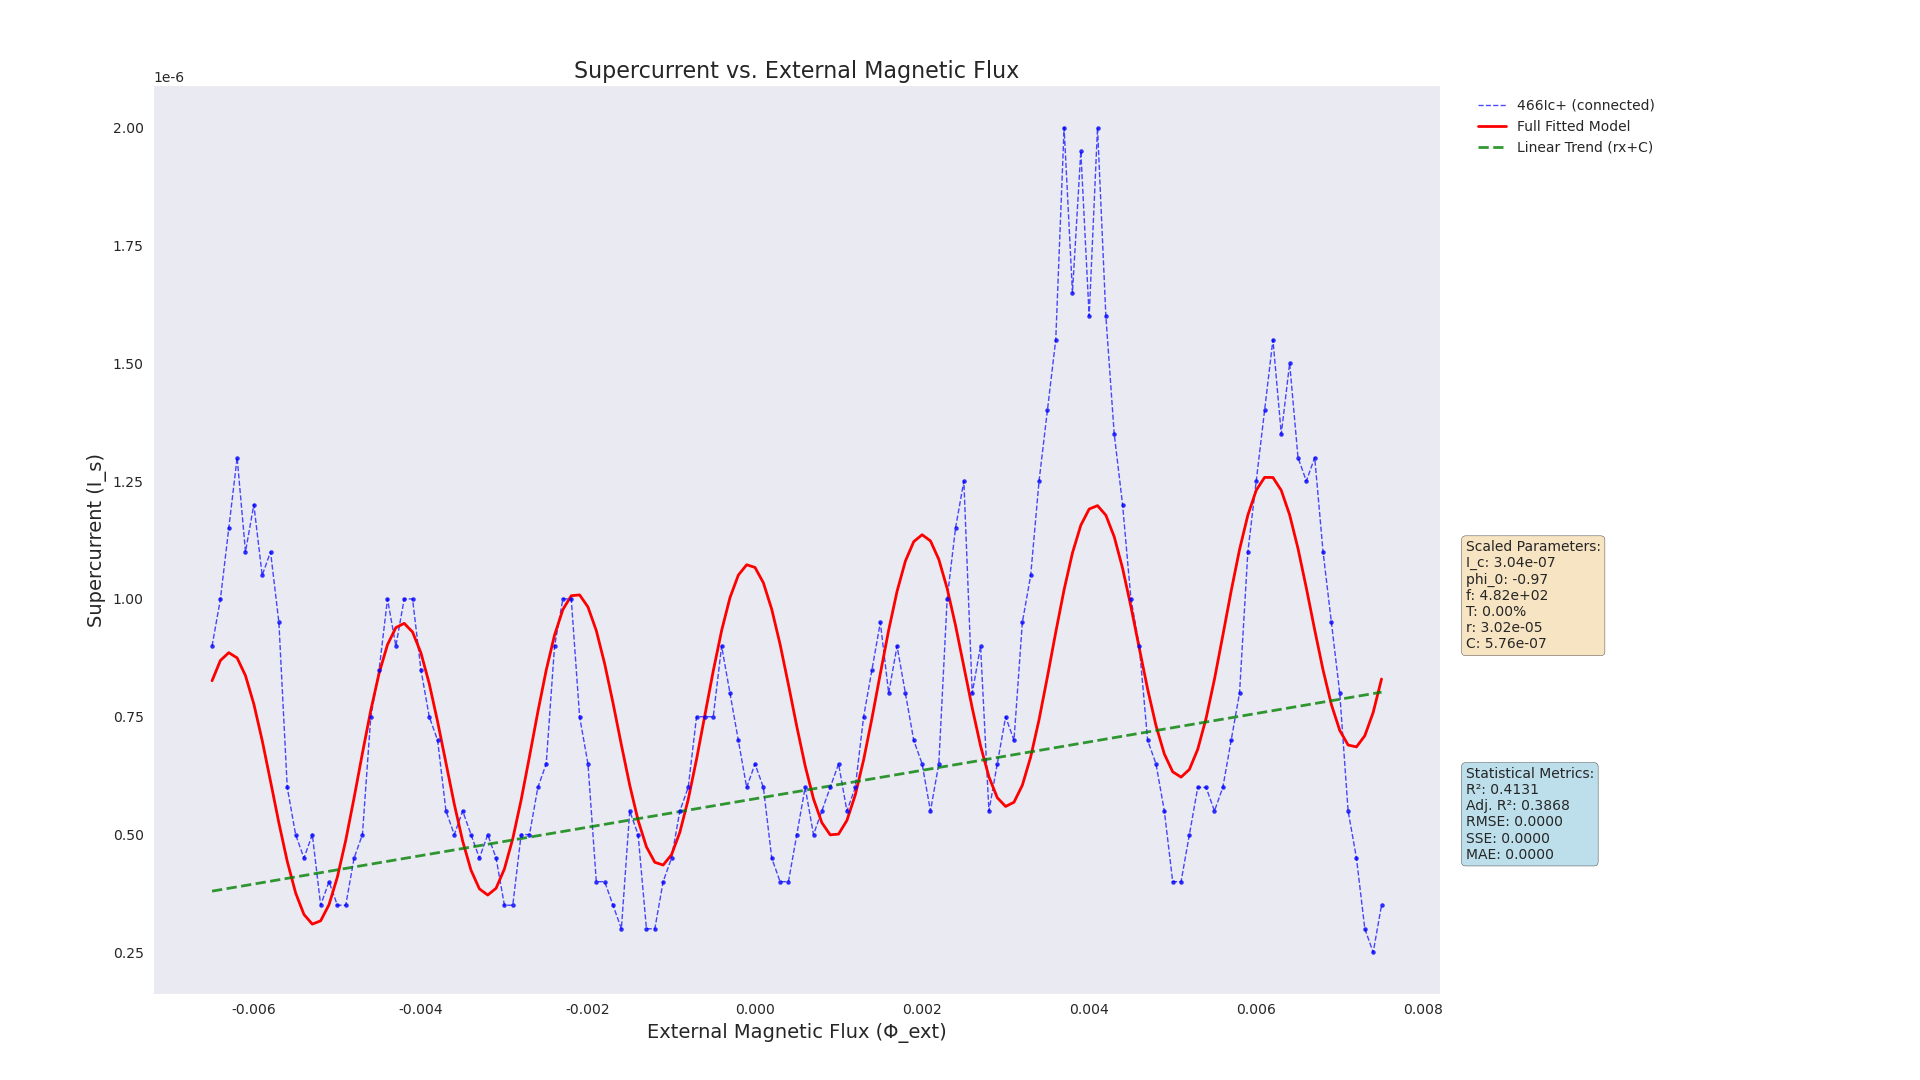 Supercurrent vs. External Magnetic Flux
1e-6
2.00
1.75
1.50
1.25
1.00
0.75
0.50
0.25
Supercurrent (I_s)
-0.006
-0.004
-0.002
0.000
0.002
0.004
0.006
0.008
External Magnetic Flux (Φ_ext)
466Ic+ (connected)
Full Fitted Model
Linear Trend (rx+C)
Scaled Parameters:
I_c: 3.04e-07
phi_0: -0.97
f: 4.82e+02
T: 0.00%
r: 3.02e-05
C: 5.76e-07
Statistical Metrics:
R²: 0.4131
Adj. R²: 0.3868
RMSE: 0.0000
SSE: 0.0000
MAE: 0.0000